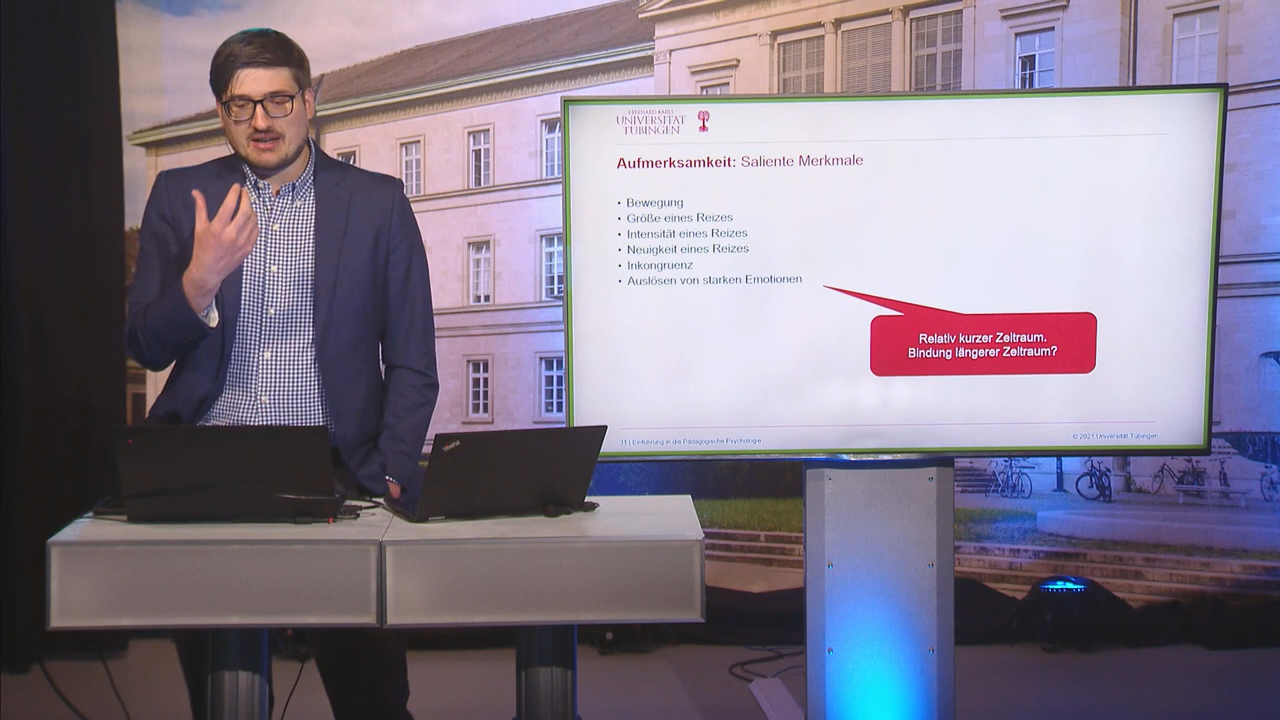 EBERHARD KARLS
UNIVERSITÄT
TÜBINGEN
Aufmerksamkeit: Saliente Merkmale
• Bewegung
• Größe eines Reizes
• Intensität eines Reizes
• Neuigkeit eines Reizes
• Inkongruenz
• Auslösen von starken Emotionen
Relativ kurzer Zeitraum.
Bindung längerer Zeitraum?
31 | Einführung in die Pädagogische Psychologie
© 2021 Universität Tübingen
ThinkPad